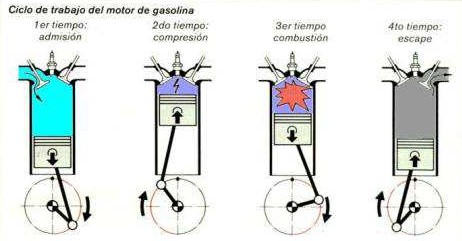 Ciclo de trabajo del motor de gasolina
1er tiempo:
admisión
2do tiempo:
compresión
3er tiempo
combustión
4to tiempo:
escape